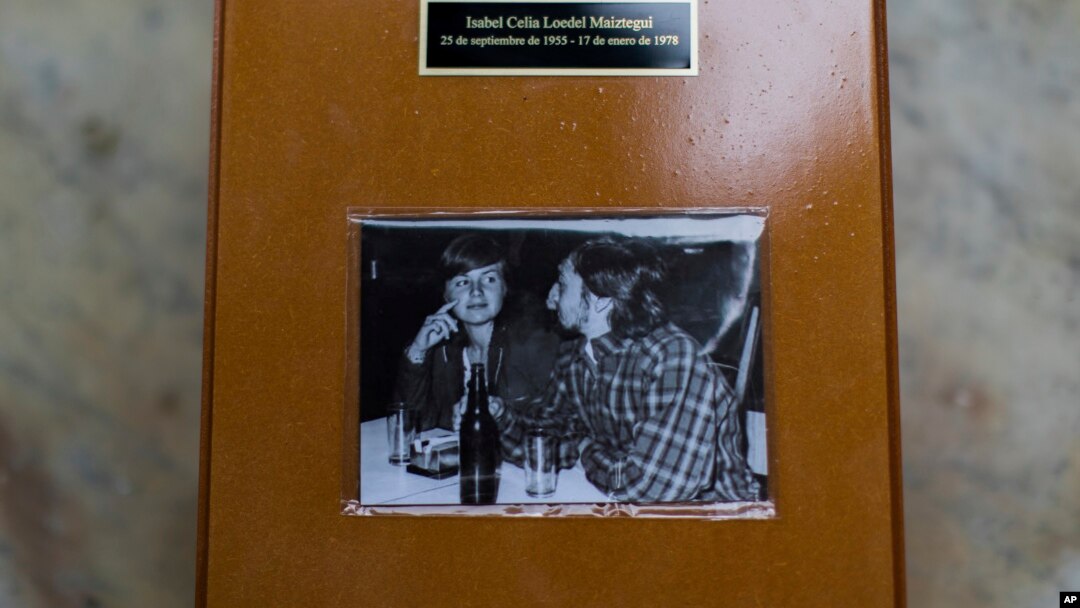 Isabel Celia Loedel Maiztegui
25 de septiembre de 1955 - 17 de enero de 1978
AP